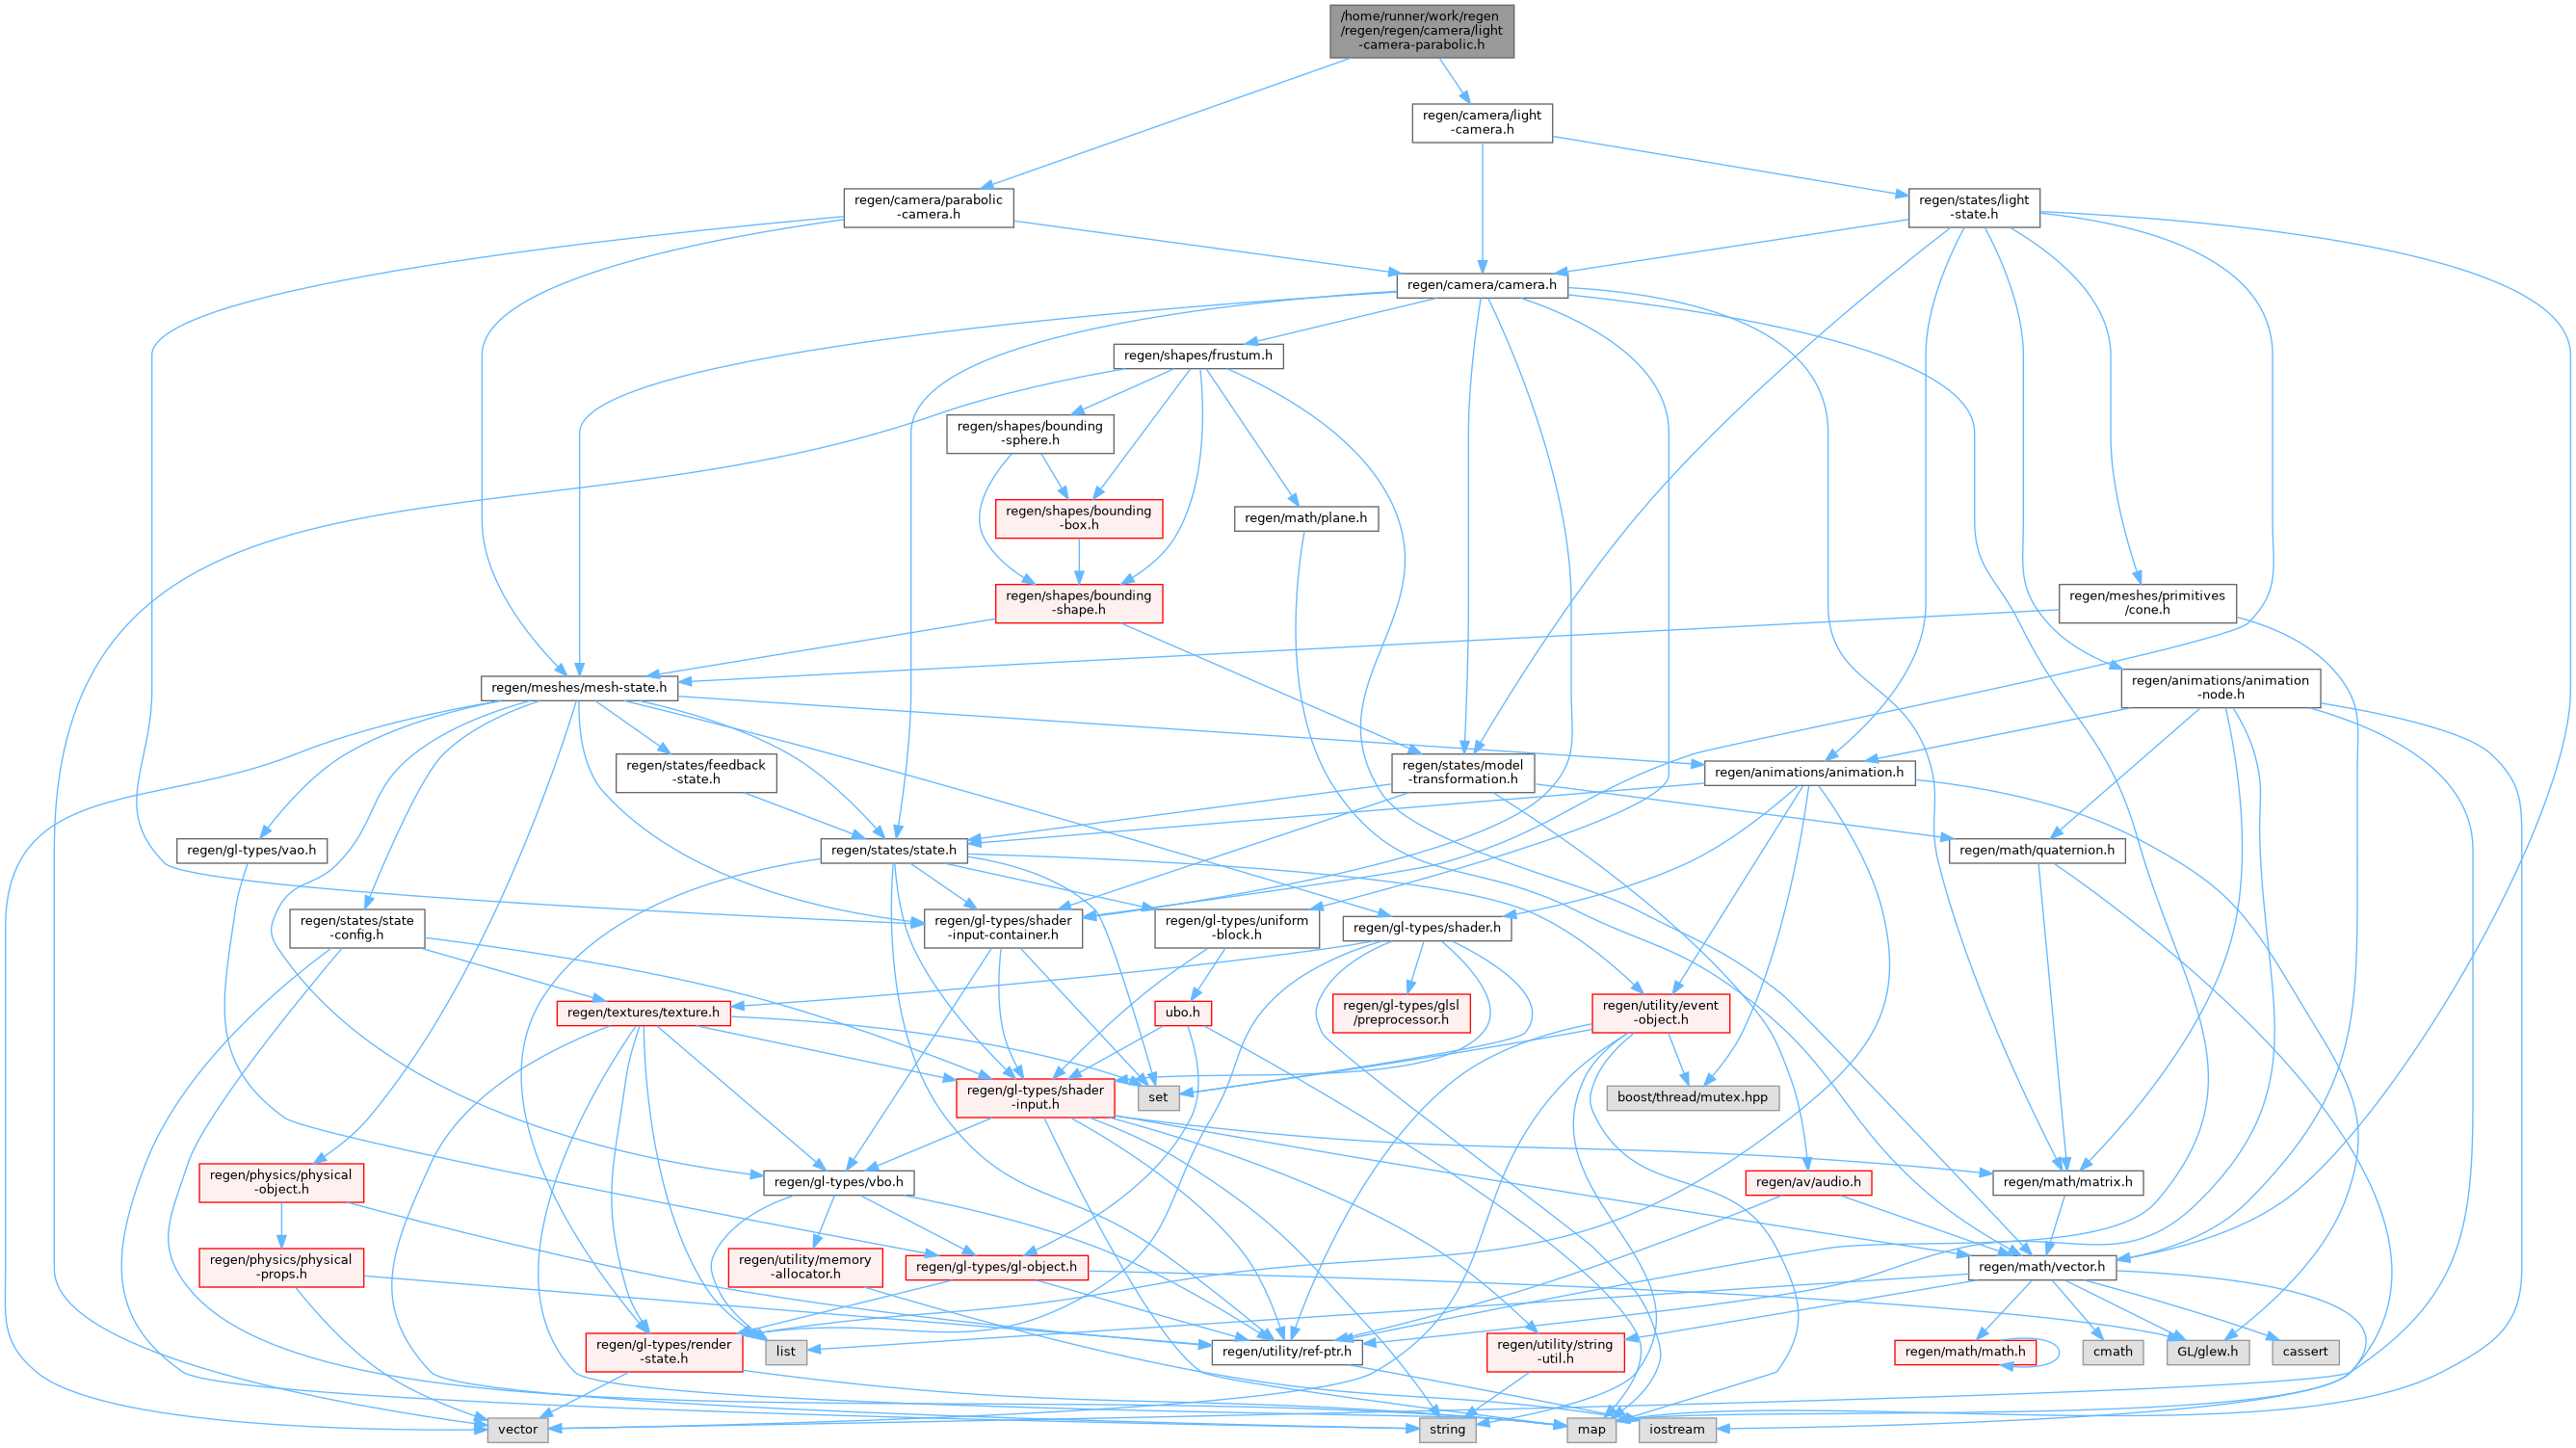 /home/runner/work/regen
/regen/regen/camera/light
-camera-parabolic.h
regen/camera/light
-camera.h
regen/camera/parabolic
-camera.h
regen/states/light
-state.h
regen/camera/camera.h
regen/shapes/frustum.h
regen/shapes/bounding
-sphere.h
regen/shapes/bounding
-box.h
regen/math/plane.h
regen/shapes/bounding
-shape.h
regen/meshes/primitives
/cone.h
regen/meshes/mesh-state.h
regen/animations/animation
-node.h
regen/states/feedback
-state.h
regen/states/model
-transformation.h
regen/animations/animation.h
regen/gl-types/vao.h
regen/states/state.h
regen/math/quaternion.h
regen/states/state
-config.h
regen/gl-types/shader
-input-container.h
regen/gl-types/uniform
-block.h
regen/gl-types/shader.h
regen/textures/texture.h
ubo.h
regen/gl-types/glsl
/preprocessor.h
regen/utility/event
-object.h
regen/gl-types/shader
-input.h
set
boost/thread/mutex.hpp
regen/physics/physical
-object.h
regen/gl-types/vbo.h
regen/av/audio.h
regen/math/matrix.h
regen/physics/physical
-props.h
regen/utility/memory
-allocator.h
regen/gl-types/gl-object.h
regen/math/vector.h
regen/gl-types/render
-state.h
list
regen/utility/ref-ptr.h
regen/utility/string
-util.h
regen/math/math.h
cmath
GL/glew.h
cassert
vector
string
map
iostream